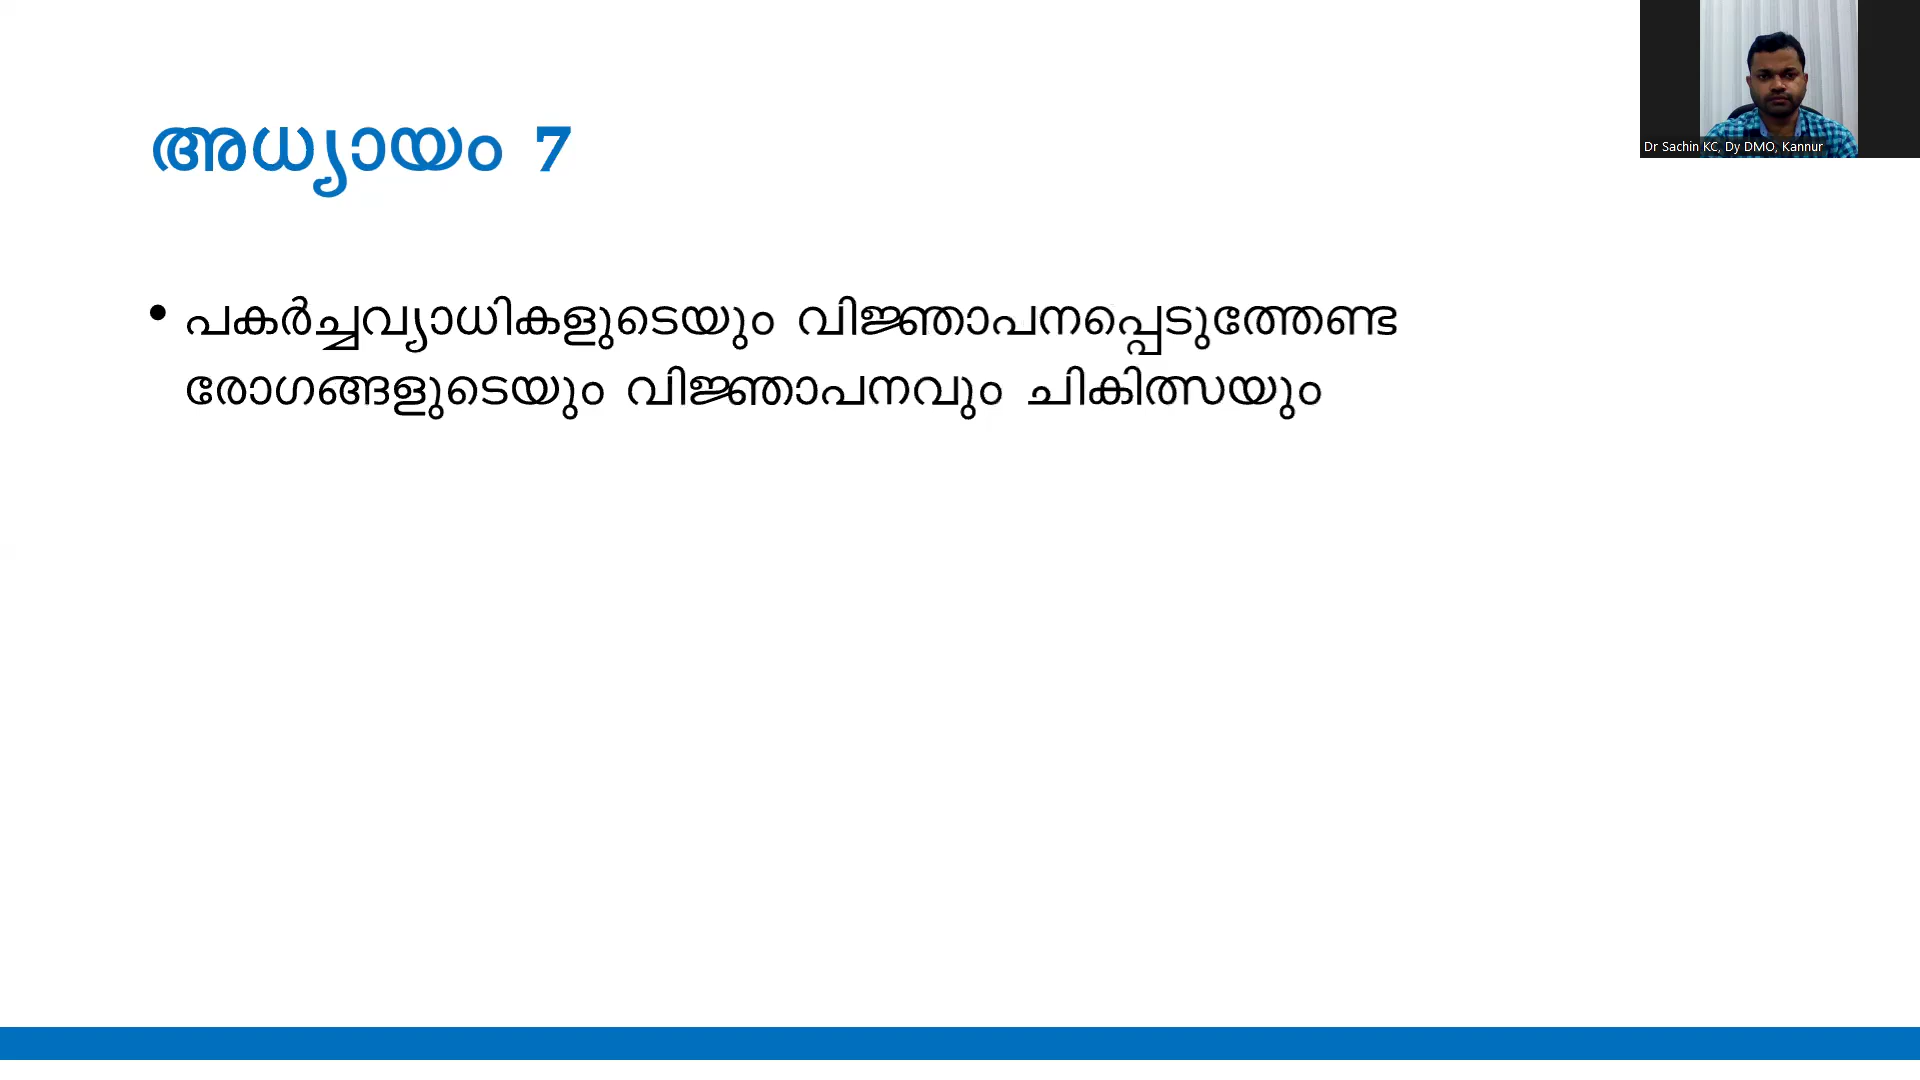 അധ്യായം 7
Dr Sachin KC, Dy DMO, Kannur
• പകർച്ചവ്യാധികളുടെയും വിജ്ഞാപനപ്പെടുത്തേണ്ട
രോഗങ്ങളുടെയും വിജ്ഞാപനവും ചികിത്സയും